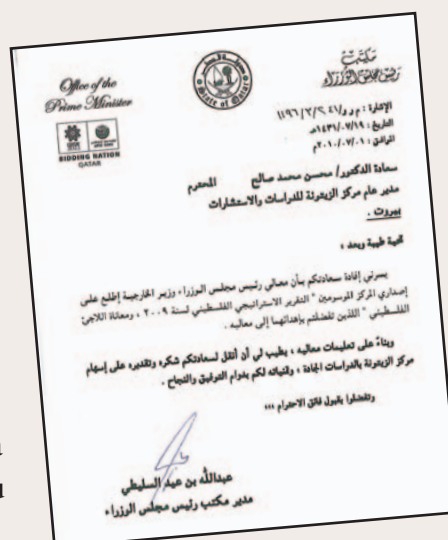 Office of the
Prime Minister
BIDDING NATION
QATAR
State of Qatar
مكتب
رئيس مجلس الوزراء
الإشارة :
التاريخ : ١٤٣١/٠٧/١٩هـ
الموافق : ٢٠١٠/٠٧/٠١م
سعادة الدكتور/ محسن محمد صالح المحترم
مدير عام مركز الزيتونة للدراسات والاستشارات
بيروت .
تحية طيبة وبعد ،
يسرني إفادة سعادتكم بأن معالي رئيس مجلس الوزراء وزير الخارجية إطلع على
إصداري المركز الموسومين " التقرير الاستراتيجي الفلسطيني لسنة ٢٠٠٩ ، ومعاناة اللاجئ
الفلسطيني " اللذين تفضلتم بإهدائهما إلى معاليه .
وبناءً على تعليمات معاليه ، يطيب لي أن أنقل لسعادتكم شكره وتقديره على إسهام
مركز الزيتونة بالدراسات الجادة ، وتمنياته لكم بدوام التوفيق والنجاح .
وتفضلوا بقبول فائق الاحترام ،،،
عبدالله بن عيد السليطي
مدير مكتب رئيس مجلس الوزراء